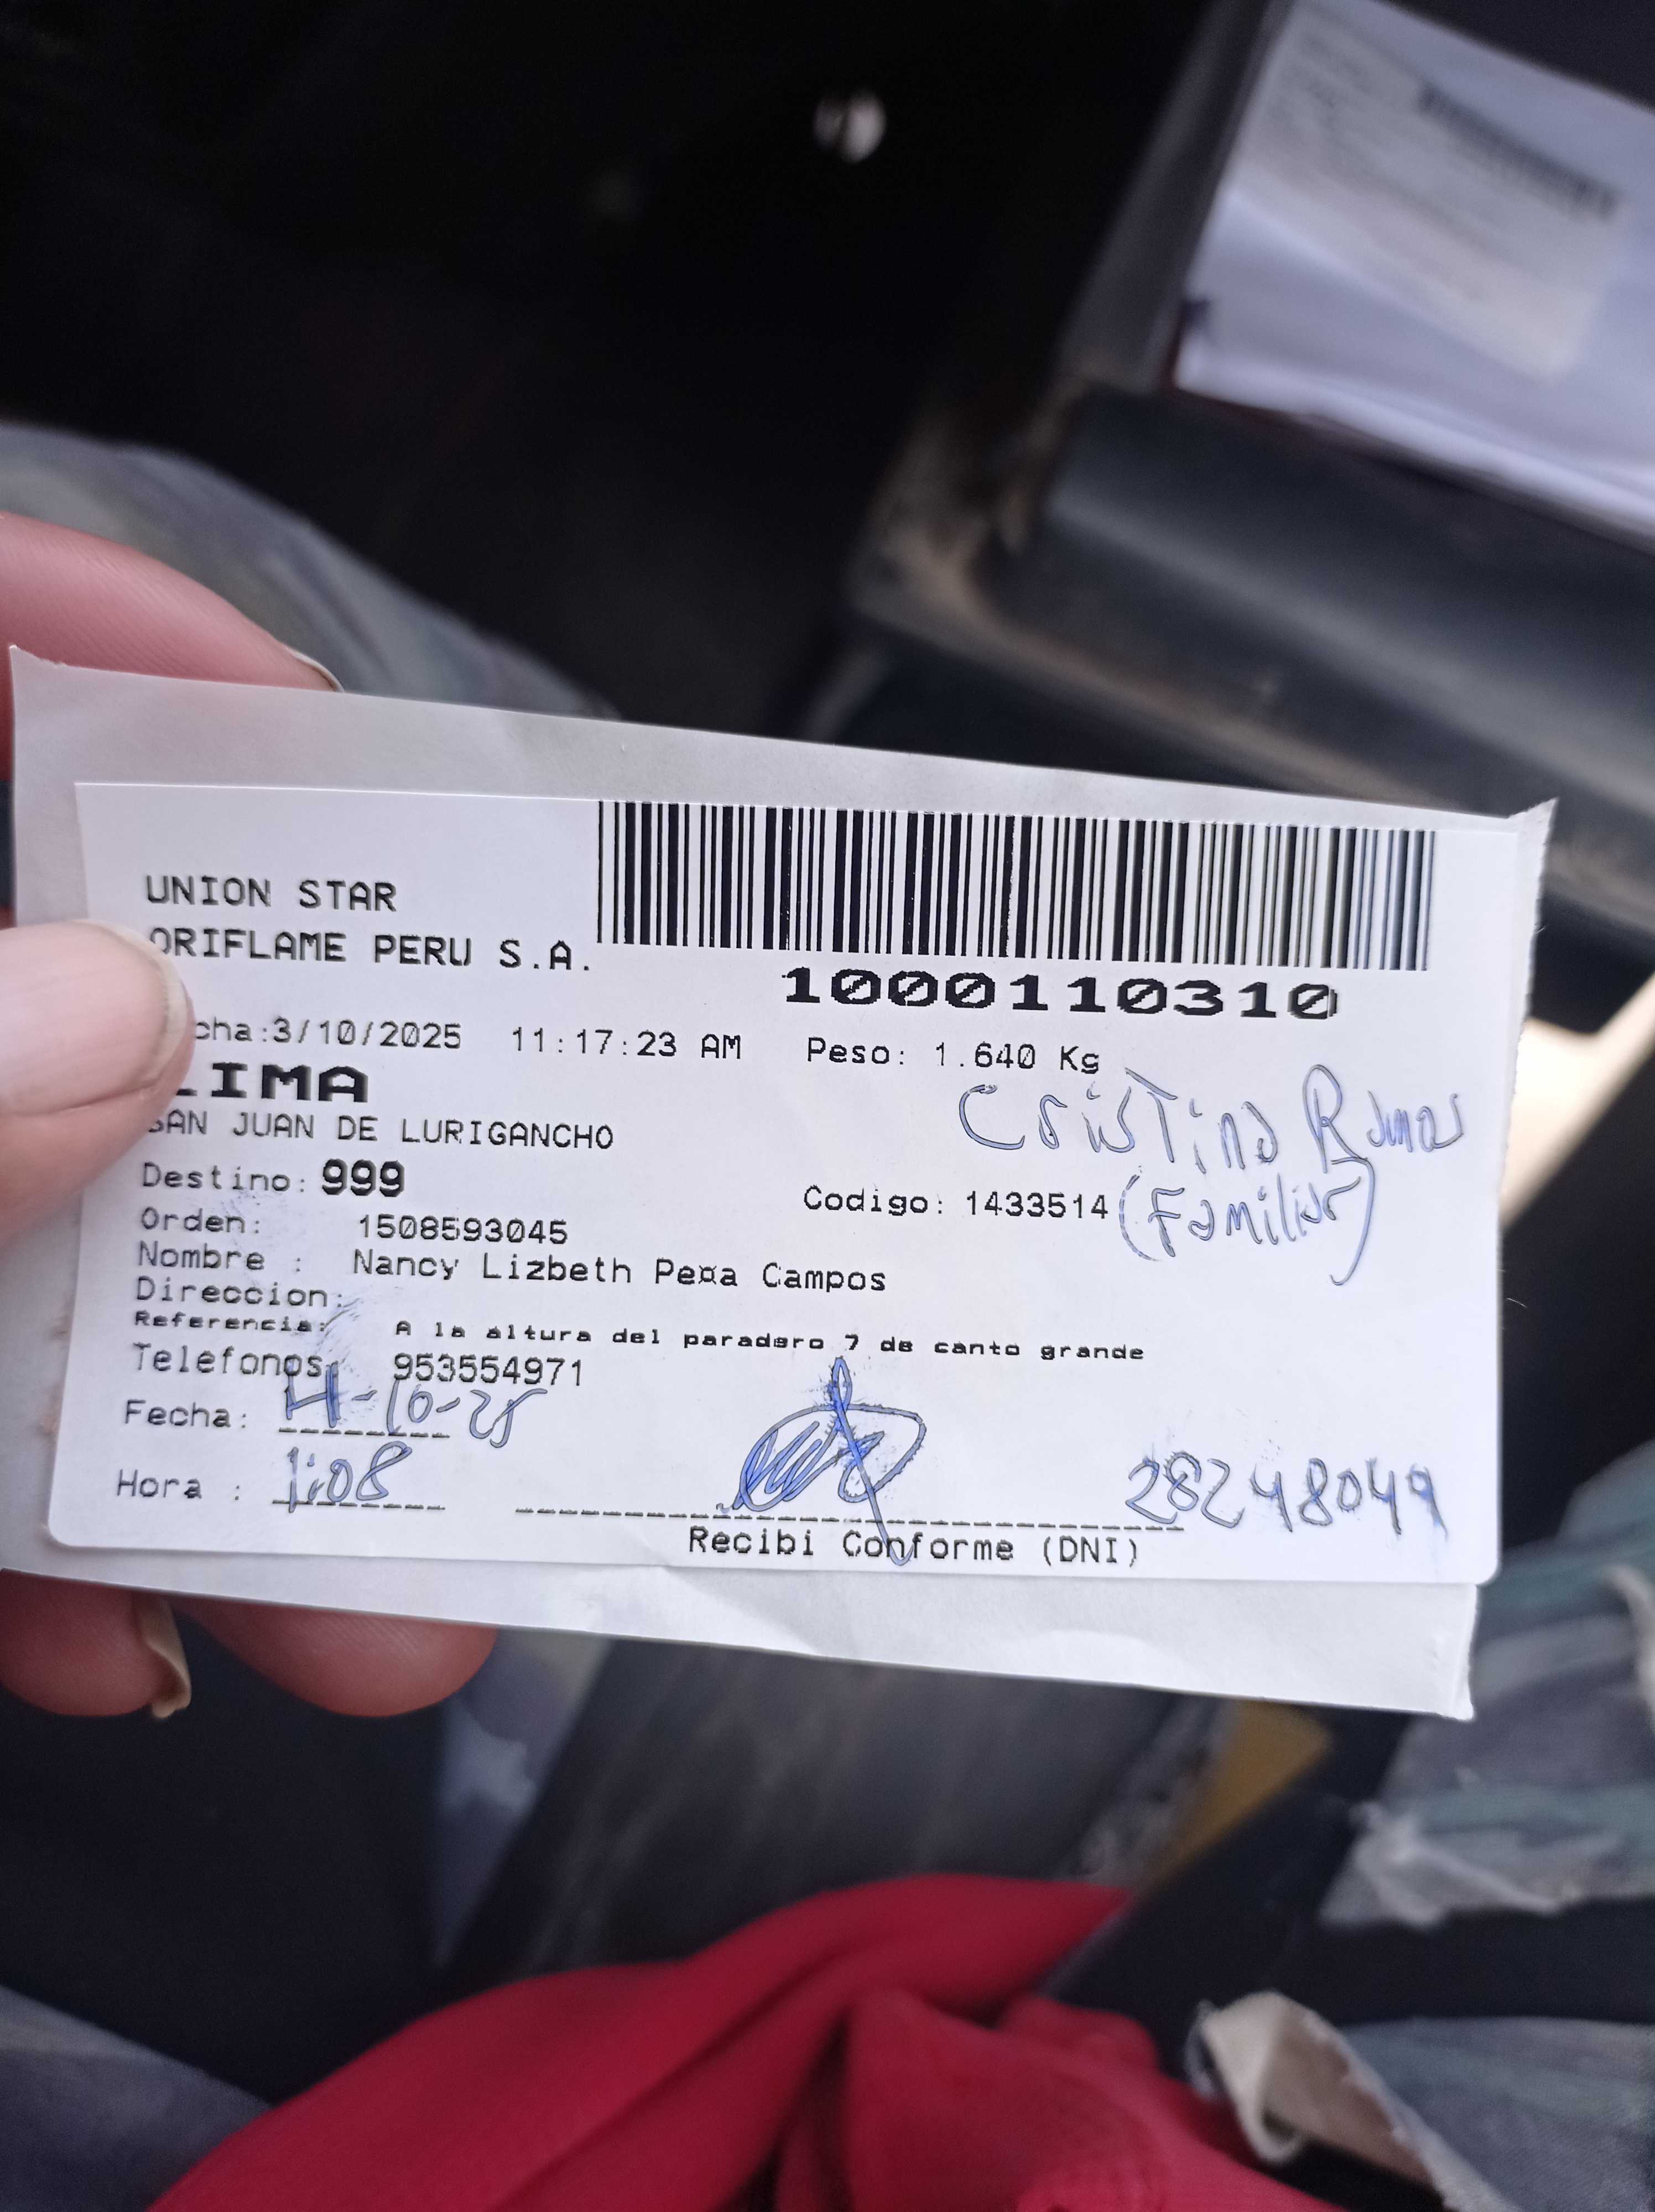 UNION STAR
ORIFLAME PERU S.A.
1000110310
cha:3/10/2025 11:17:23 AM Peso: 1.640 Kg
LIMA
SAN JUAN DE LURIGANCHO
Cristina Ramos
(Familiar)
Destino: 999
Codigo: 1433514
Orden: 1508593045
Nombre : Nancy Lizbeth Pe¤a Campos
Direccion:
Referencia: A la altura del paradero 7 de canto grande
Telefonos: 953554971
Fecha: 4-10-25
Hora : 1:08
28248049
Recibi Conforme (DNI)